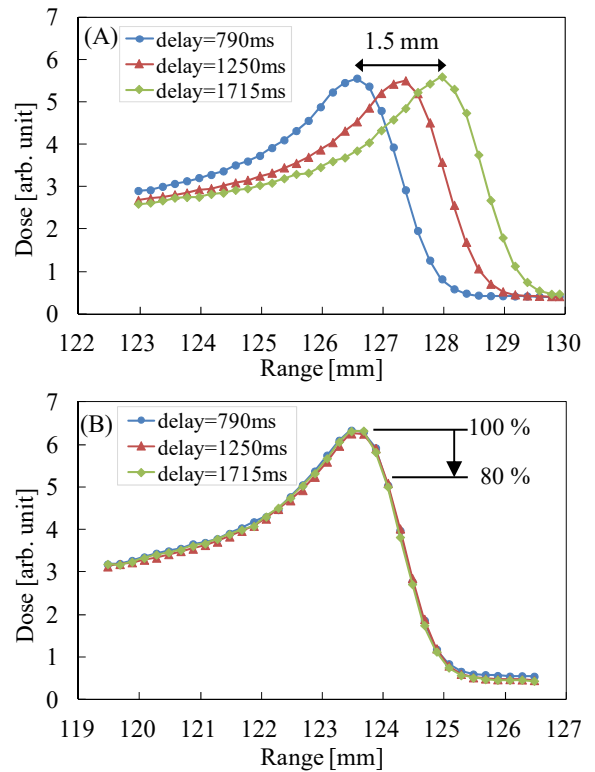 (A)
delay=790ms
delay=1250ms
delay=1715ms
1.5 mm
7
6
5
4
3
2
1
0
Dose [arb. unit]
122 123 124 125 126 127 128 129 130
Range [mm]
(B)
delay=790ms
delay=1250ms
delay=1715ms
100 %
80 %
7
6
5
4
3
2
1
0
Dose [arb. unit]
119 120 121 122 123 124 125 126 127
Range [mm]